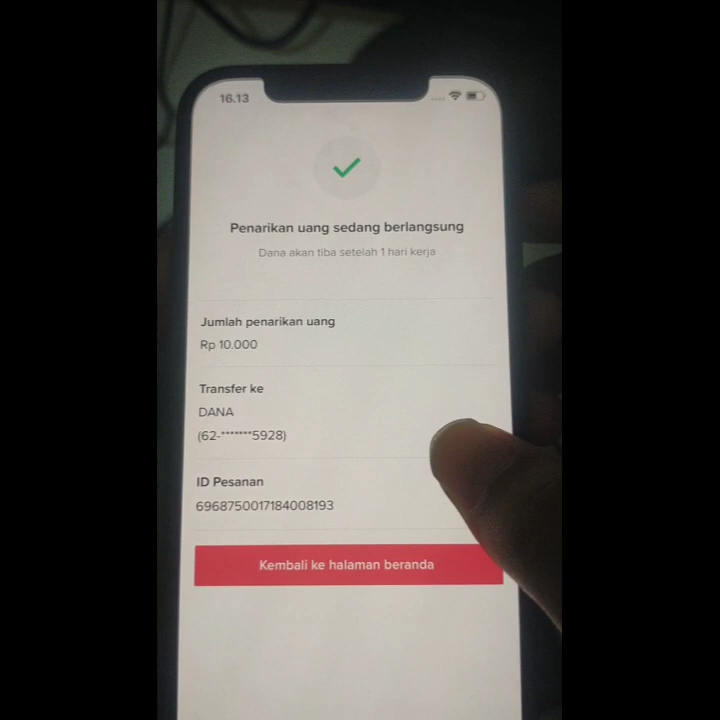 16.13
Penarikan uang sedang berlangsung
Dana akan tiba setelah 1 hari kerja
Jumlah penarikan uang
Rp 10.000
Transfer ke
DANA
(62-*******5928)
ID Pesanan
6968750017184008193
Kembali ke halaman beranda